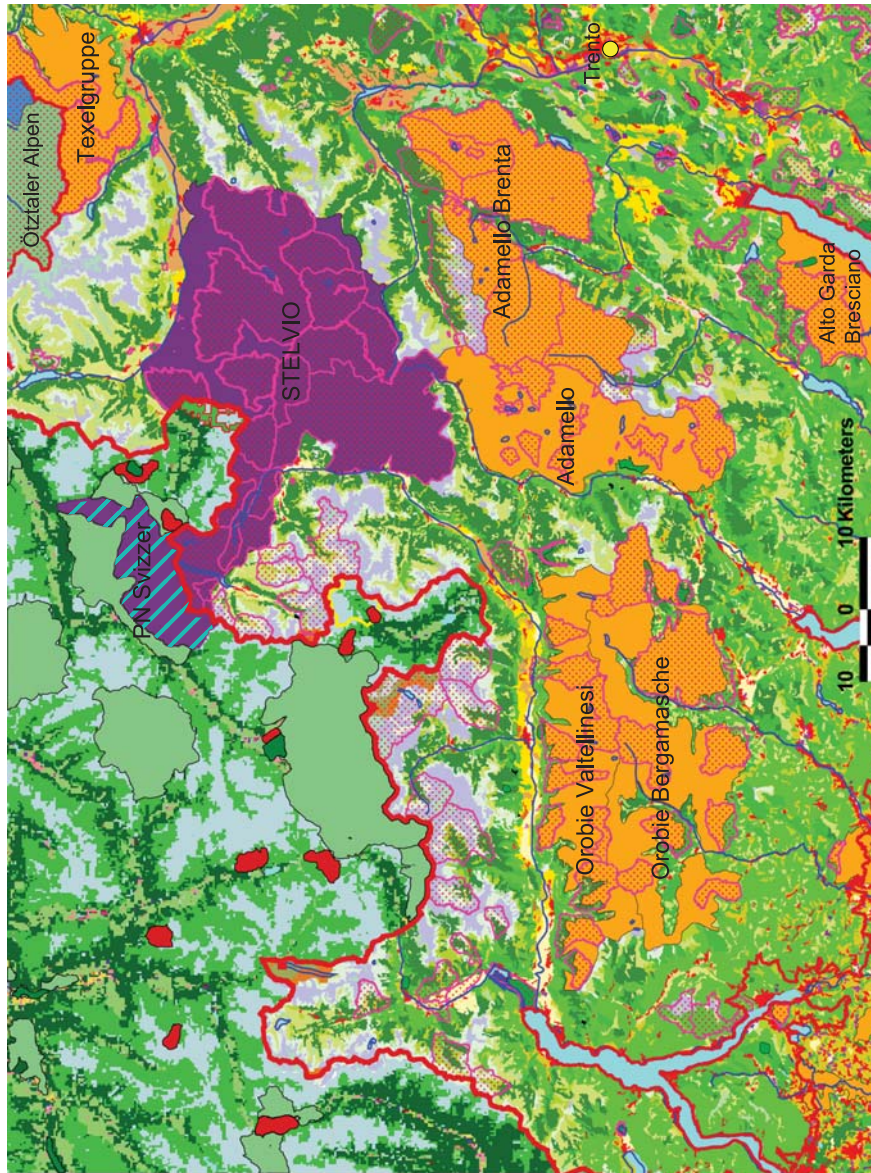 Ötztaler Alpen
Texelgruppe
PN Svizzer
STELVIO
Adamello Brenta
Trento
Adamello
Alto Garda
Bresciano
Orobie Valtellinesi
Orobie Bergamasche
10 0 10 Kilometers